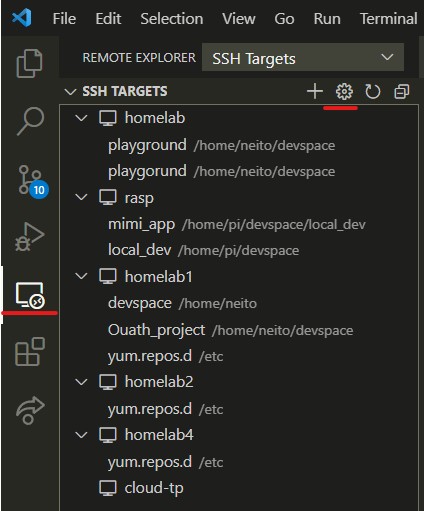 File Edit Selection View Go Run Terminal
REMOTE EXPLORER SSH Targets
SSH TARGETS
homelab
playground /home/neito/devspace
playgorund /home/neito/devspace
rasp
mimi_app /home/pi/devspace/local_dev
local_dev /home/pi/devspace
homelab1
10
devspace /home/neito
Ouath_project /home/neito/devspace
yum.repos.d /etc
homelab2
yum.repos.d /etc
homelab4
yum.repos.d /etc
cloud-tp